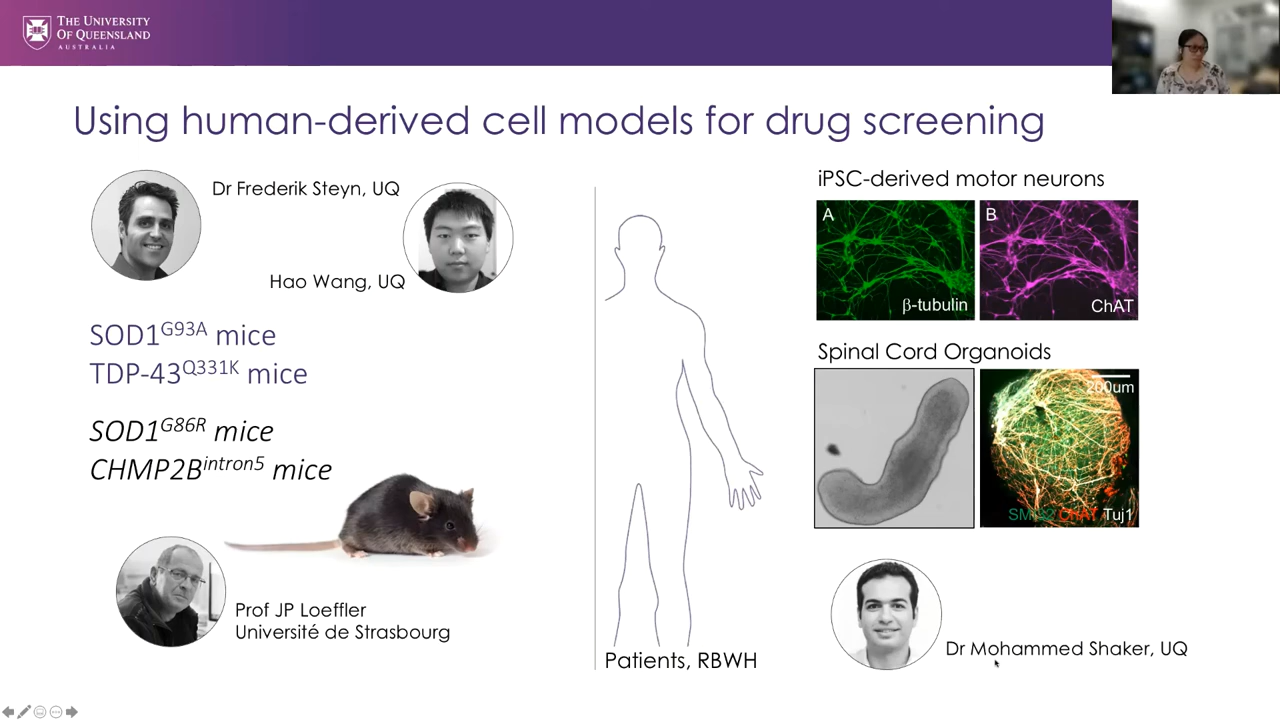 THE UNIVERSITY
OF QUEENSLAND
AUSTRALIA
Using human-derived cell models for drug screening
Dr Frederik Steyn, UQ
Hao Wang, UQ
SOD1G93A mice
TDP-43Q331K mice
SOD1G86R mice
CHMP2Bintron5 mice
Prof JP Loeffler
Université de Strasbourg
Patients, RBWH
iPSC-derived motor neurons
A
β-tubulin
B
ChAT
Spinal Cord Organoids
200um
SMI32 ChAT Tuj1
Dr Mohammed Shaker, UQ